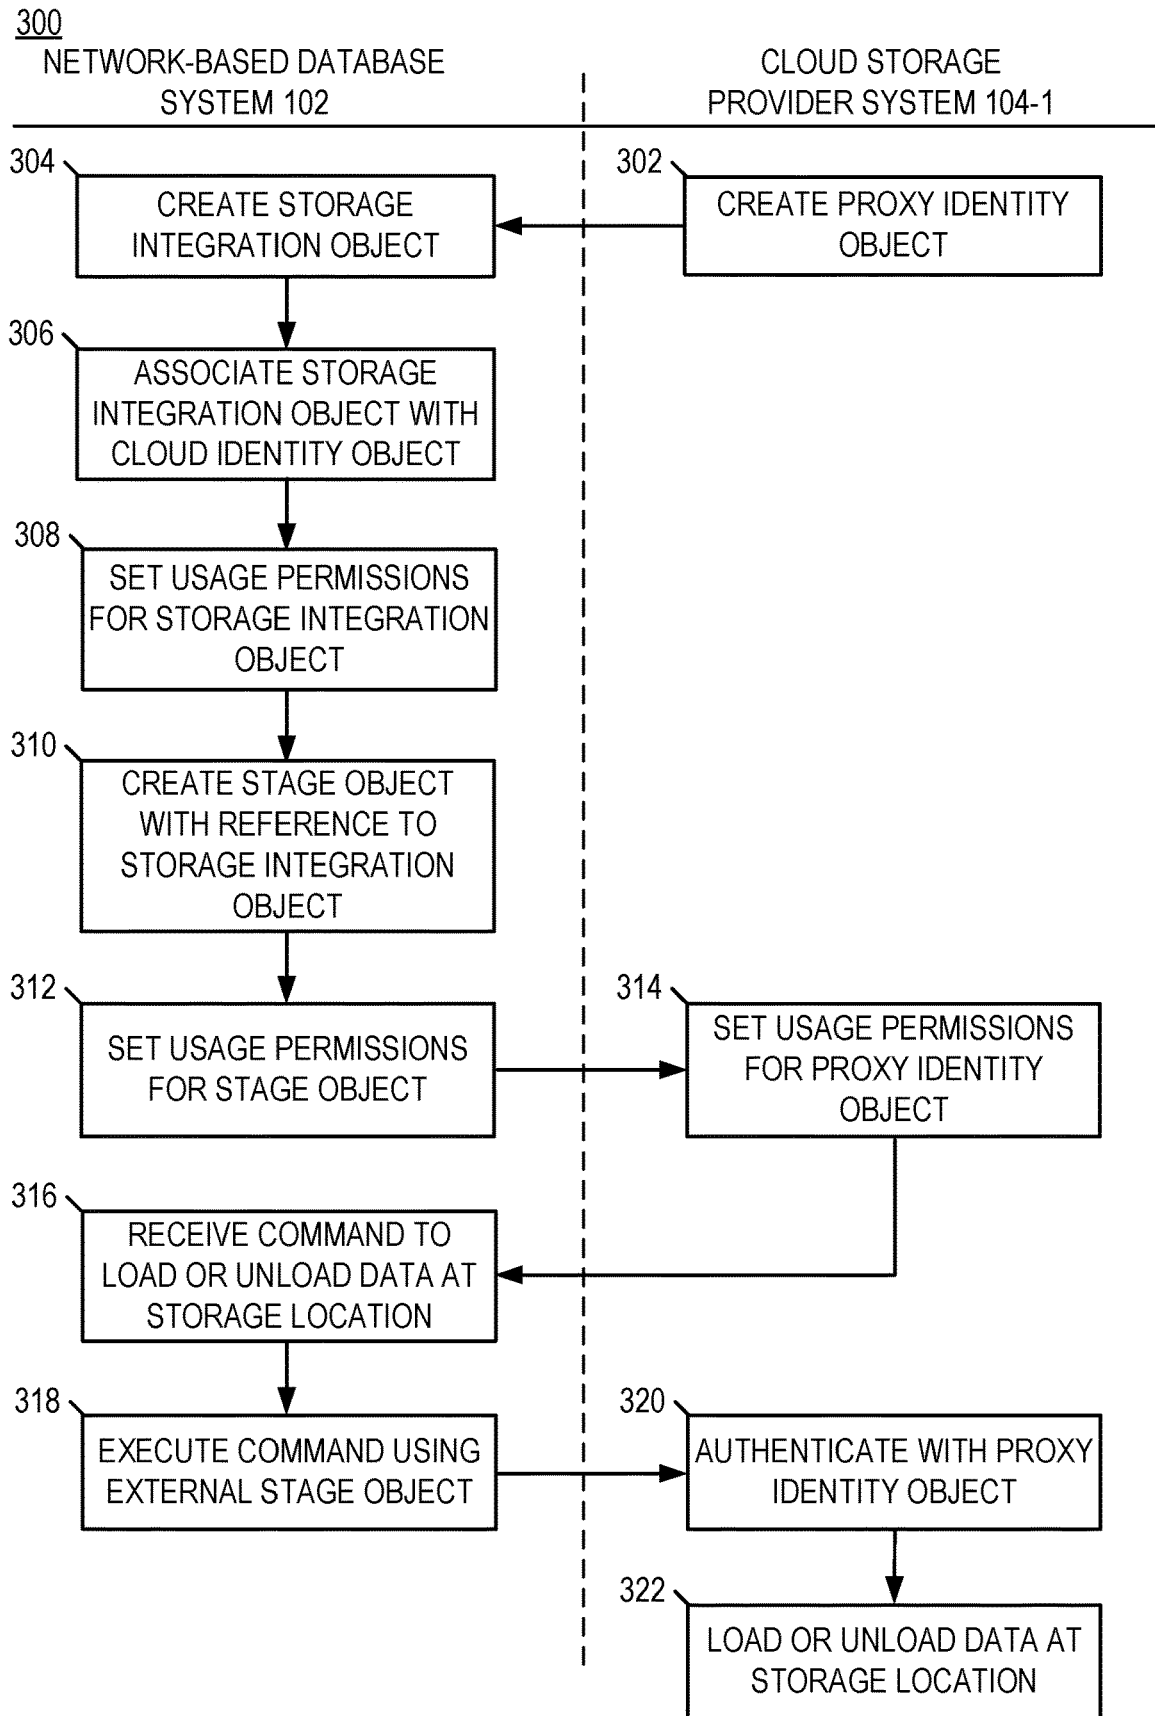 300
NETWORK-BASED DATABASE
SYSTEM 102
CLOUD STORAGE
PROVIDER SYSTEM 104-1
304
CREATE STORAGE
INTEGRATION OBJECT
302
CREATE PROXY IDENTITY
OBJECT
306
ASSOCIATE STORAGE
INTEGRATION OBJECT WITH
CLOUD IDENTITY OBJECT
308
SET USAGE PERMISSIONS
FOR STORAGE INTEGRATION
OBJECT
310
CREATE STAGE OBJECT
WITH REFERENCE TO
STORAGE INTEGRATION
OBJECT
312
SET USAGE PERMISSIONS
FOR STAGE OBJECT
314
SET USAGE PERMISSIONS
FOR PROXY IDENTITY
OBJECT
316
RECEIVE COMMAND TO
LOAD OR UNLOAD DATA AT
STORAGE LOCATION
318
EXECUTE COMMAND USING
EXTERNAL STAGE OBJECT
320
AUTHENTICATE WITH PROXY
IDENTITY OBJECT
322
LOAD OR UNLOAD DATA AT
STORAGE LOCATION